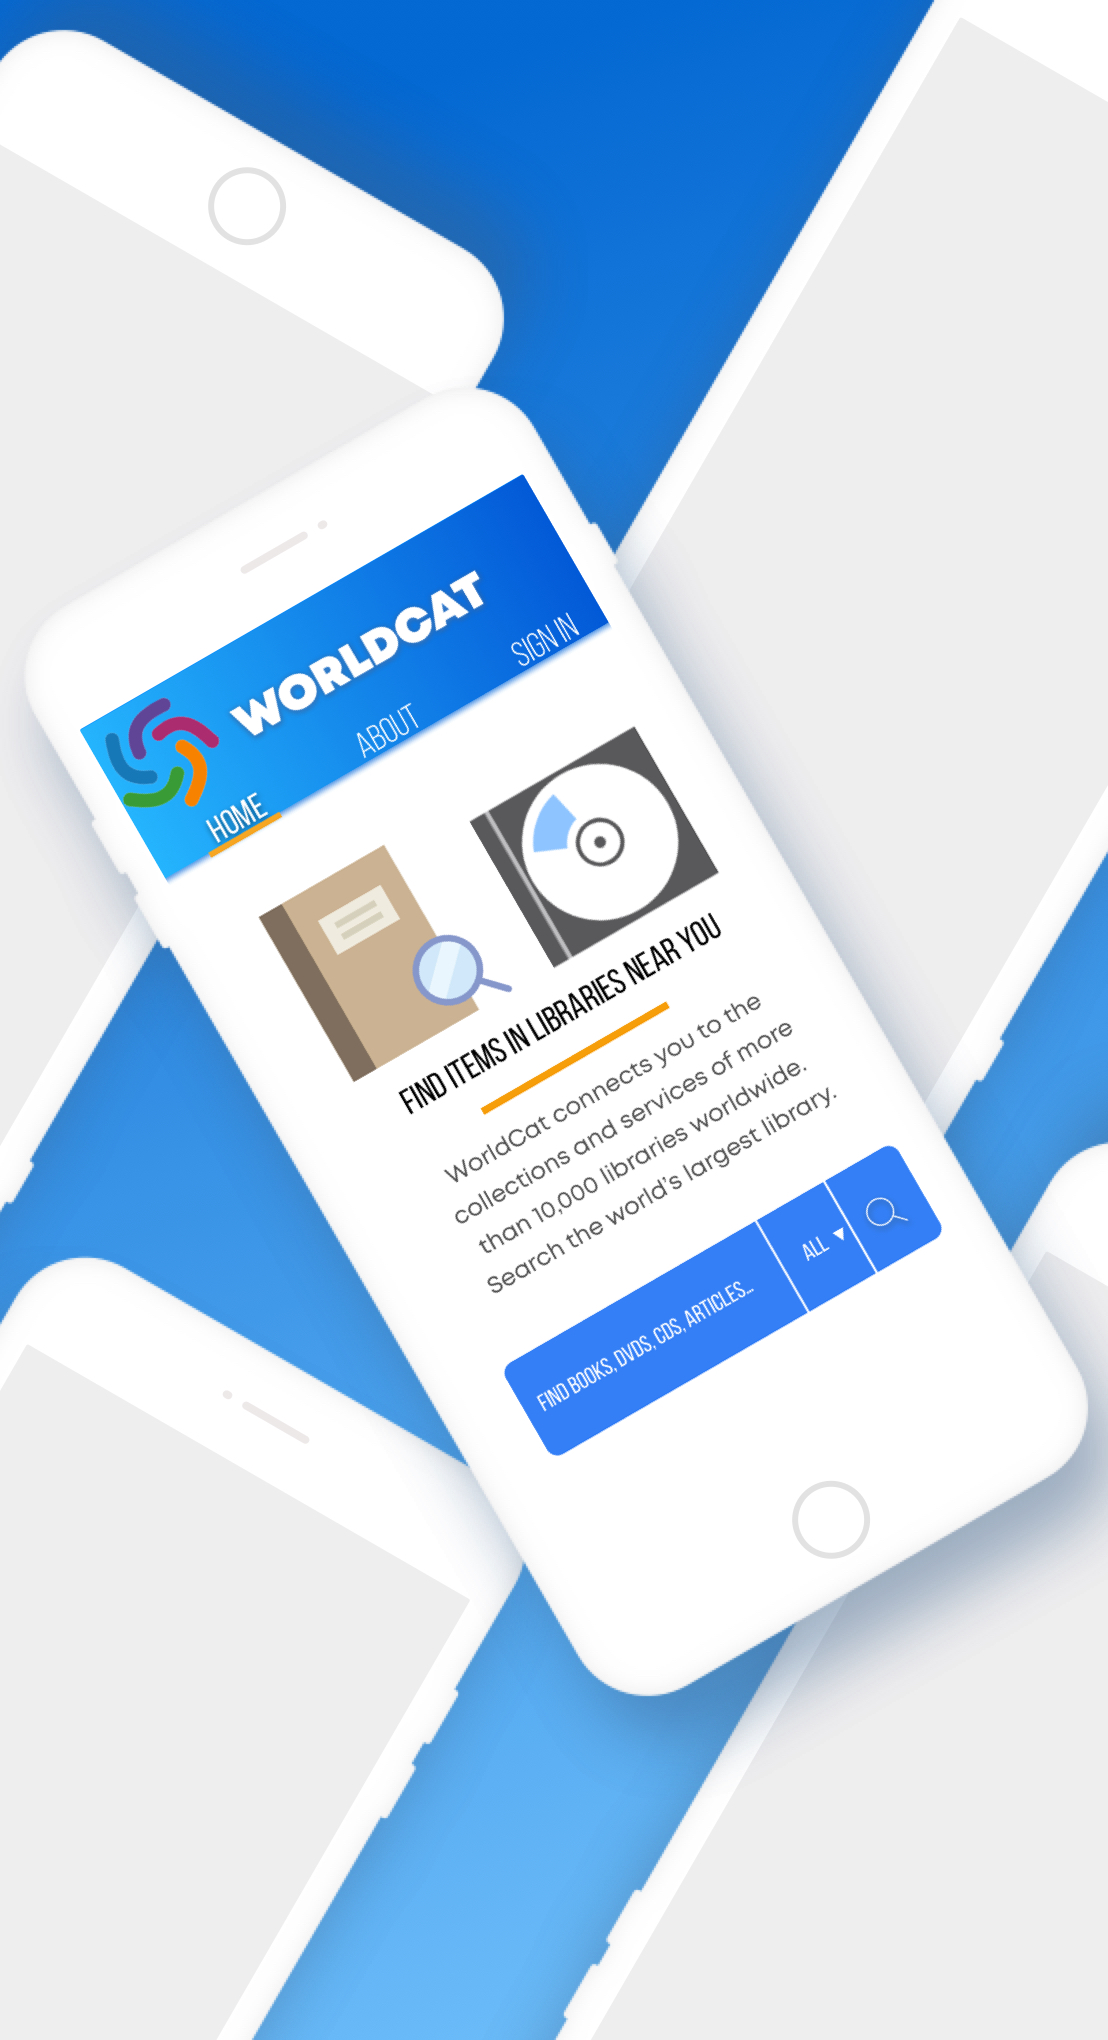 WORLDCAT
HOME
ABOUT
SIGN IN
FIND ITEMS IN LIBRARIES NEAR YOU
WorldCat connects you to the
collections and services of more
than 10,000 libraries worldwide.
Search the world's largest library.
FIND BOOKS, DVDS, CDS, ARTICLES...
ALL ▼